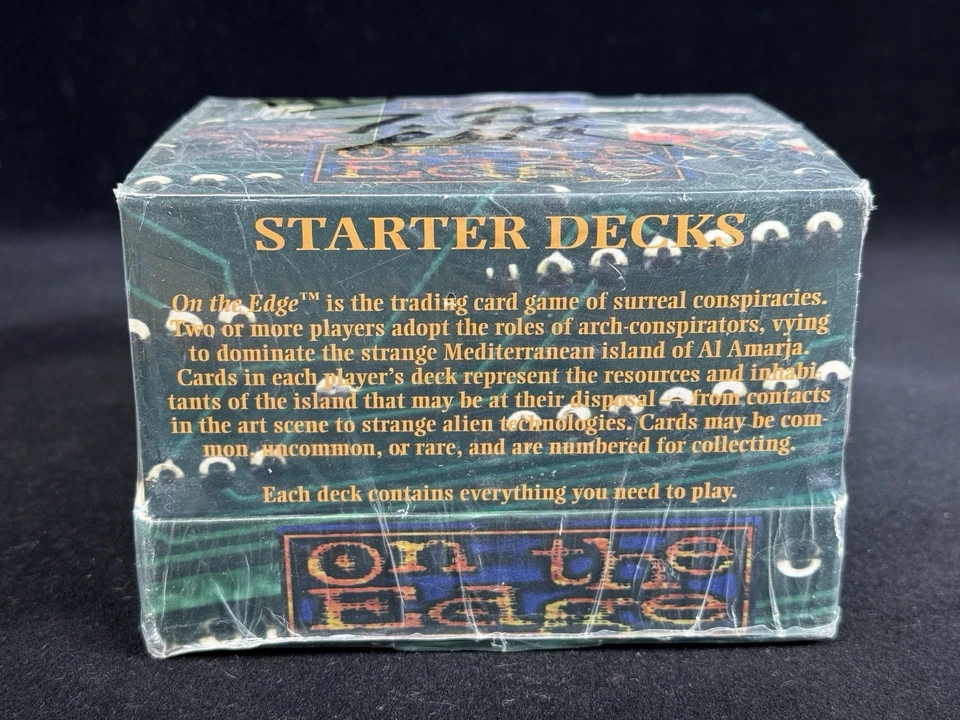 on the
STARTER DECKS
On the Edge™ is the trading card game of surreal conspiracies.
Two or more players adopt the roles of arch-conspirators, vying
to dominate the strange Mediterranean island of Al Amarja.
Cards in each player's deck represent the resources and inhabi-
tants of the island that may be at their disposal — from contacts
in the art scene to strange alien technologies. Cards may be com-
mon, uncommon, or rare, and are numbered for collecting.
Each deck contains everything you need to play.
on the
Edge